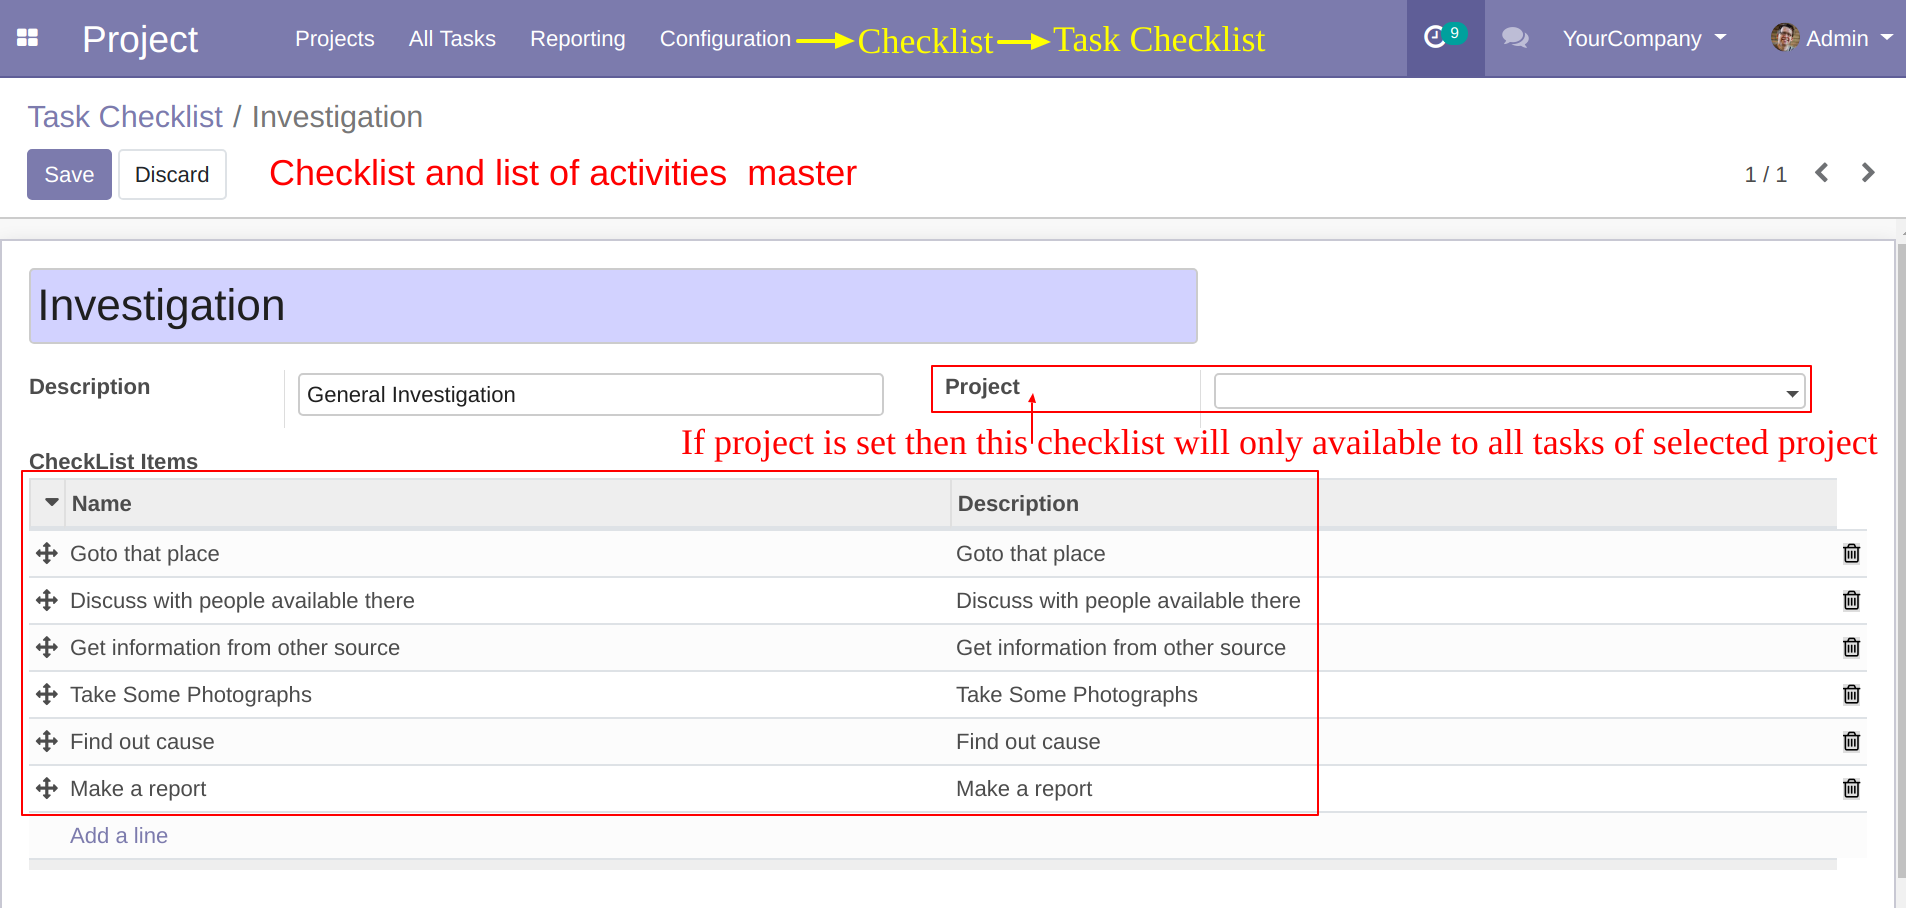 Project Projects All Tasks Reporting Configuration Checklist Task Checklist 9 YourCompany Admin
Task Checklist / Investigation
Save Discard Checklist and list of activities master 1 / 1
Investigation
Description General Investigation Project
If project is set then this checklist will only available to all tasks of selected project
CheckList Items
Name Description
Goto that place Goto that place
Discuss with people available there Discuss with people available there
Get information from other source Get information from other source
Take Some Photographs Take Some Photographs
Find out cause Find out cause
Make a report Make a report
Add a line